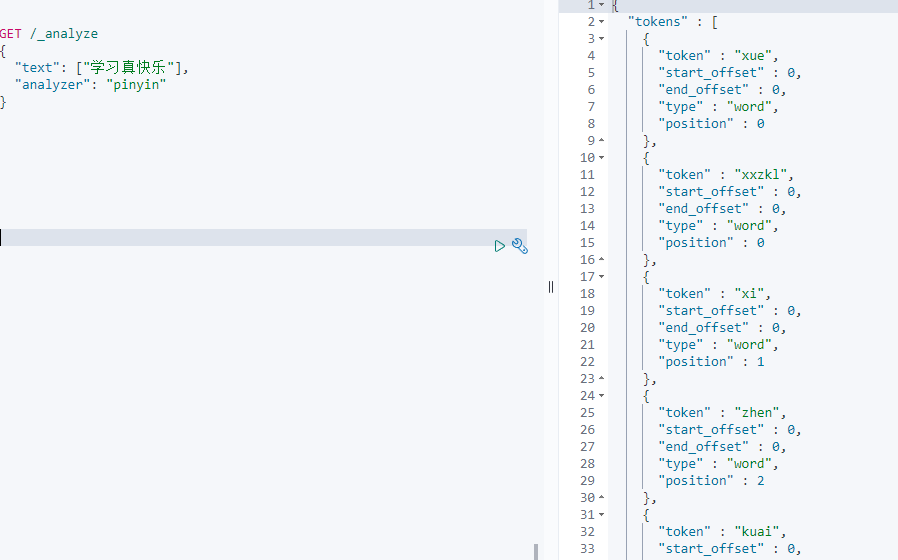 GET /_analyze
{
  "text": ["学习真快乐"],
  "analyzer": "pinyin"
}
1 {
2   "tokens" : [
3     {
4       "token" : "xue",
5       "start_offset" : 0,
6       "end_offset" : 0,
7       "type" : "word",
8       "position" : 0
9     },
10     {
11       "token" : "xxzkl",
12       "start_offset" : 0,
13       "end_offset" : 0,
14       "type" : "word",
15       "position" : 0
16     },
17     {
18       "token" : "xi",
19       "start_offset" : 0,
20       "end_offset" : 0,
21       "type" : "word",
22       "position" : 1
23     },
24     {
25       "token" : "zhen",
26       "start_offset" : 0,
27       "end_offset" : 0,
28       "type" : "word",
29       "position" : 2
30     },
31     {
32       "token" : "kuai",
33       "start_offset" : 0,